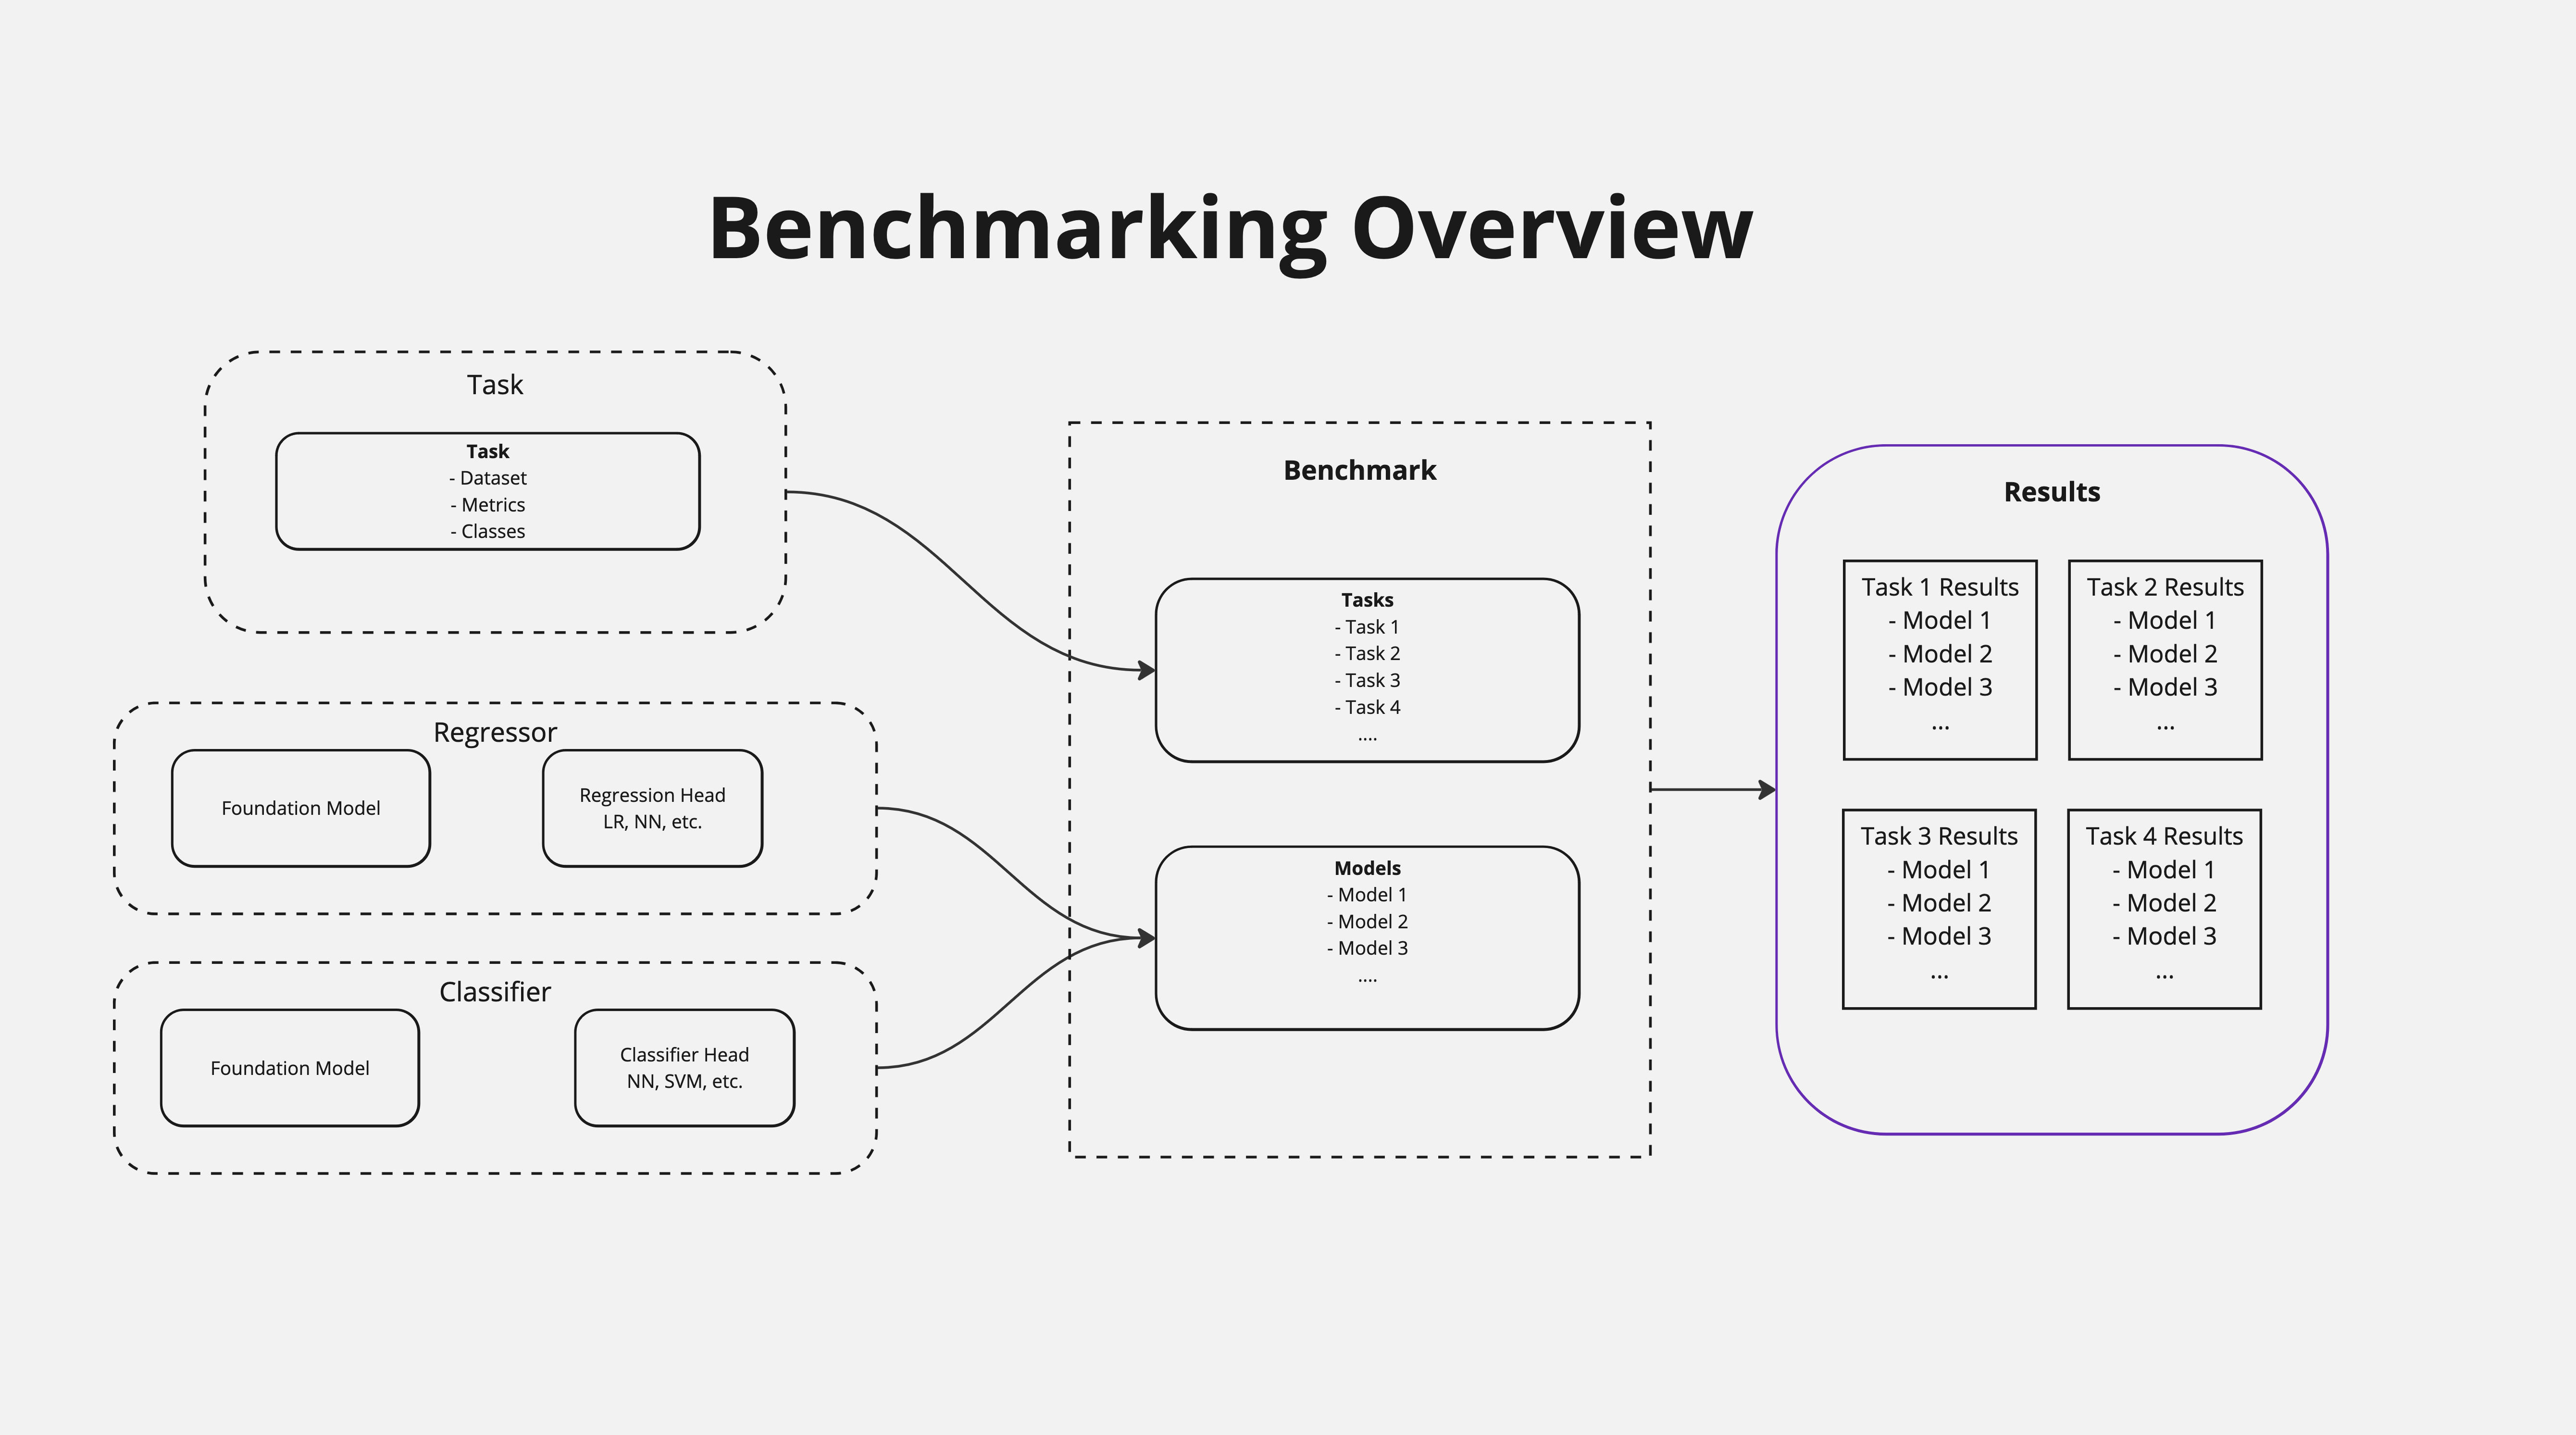 Benchmarking Overview
Task
Task
- Dataset
- Metrics
- Classes
Regressor
Foundation Model
Regression Head
LR, NN, etc.
Classifier
Foundation Model
Classifier Head
NN, SVM, etc.
Benchmark
Tasks
- Task 1
- Task 2
- Task 3
- Task 4
....
Models
- Model 1
- Model 2
- Model 3
....
Results
Task 1 Results
- Model 1
- Model 2
- Model 3
...
Task 2 Results
- Model 1
- Model 2
- Model 3
...
Task 3 Results
- Model 1
- Model 2
- Model 3
...
Task 4 Results
- Model 1
- Model 2
- Model 3
...